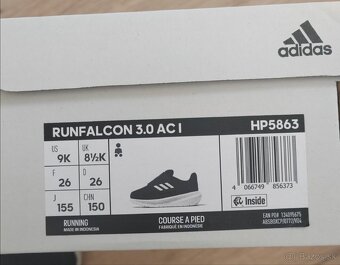 adidas
RUNFALCON 3.0 AC I
HP5863
US
9K
UK
8½K
F
26
D
26
J
155
CHN
150
4 066749 856373
Inside
RUNNING
MADE IN INDONESIA
COURSE A PIED
FABRIQUÉ EN INDONESIE